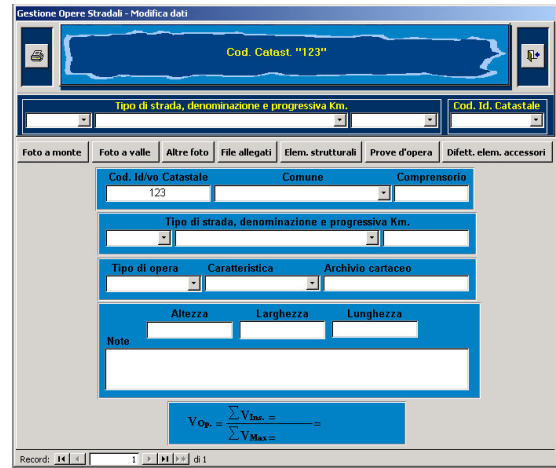 Gestione Opere Stradali - Modifica dati
Cod. Catast. "123"
Tipo di strada, denominazione e progressiva Km.
Cod. Id. Catastale
Foto a monte
Foto a valle
Altre foto
File allegati
Elem. strutturali
Prove d'opera
Difett. elem. accessori
Cod. Id/vo Catastale Comune Comprensorio
123
Tipo di strada, denominazione e progressiva Km.
Tipo di opera Caratteristica Archivio cartaceo
Altezza Larghezza Lunghezza
Note
V Op. = ∑ V Ins. = =
∑ V Max =
Record: 1 di 1